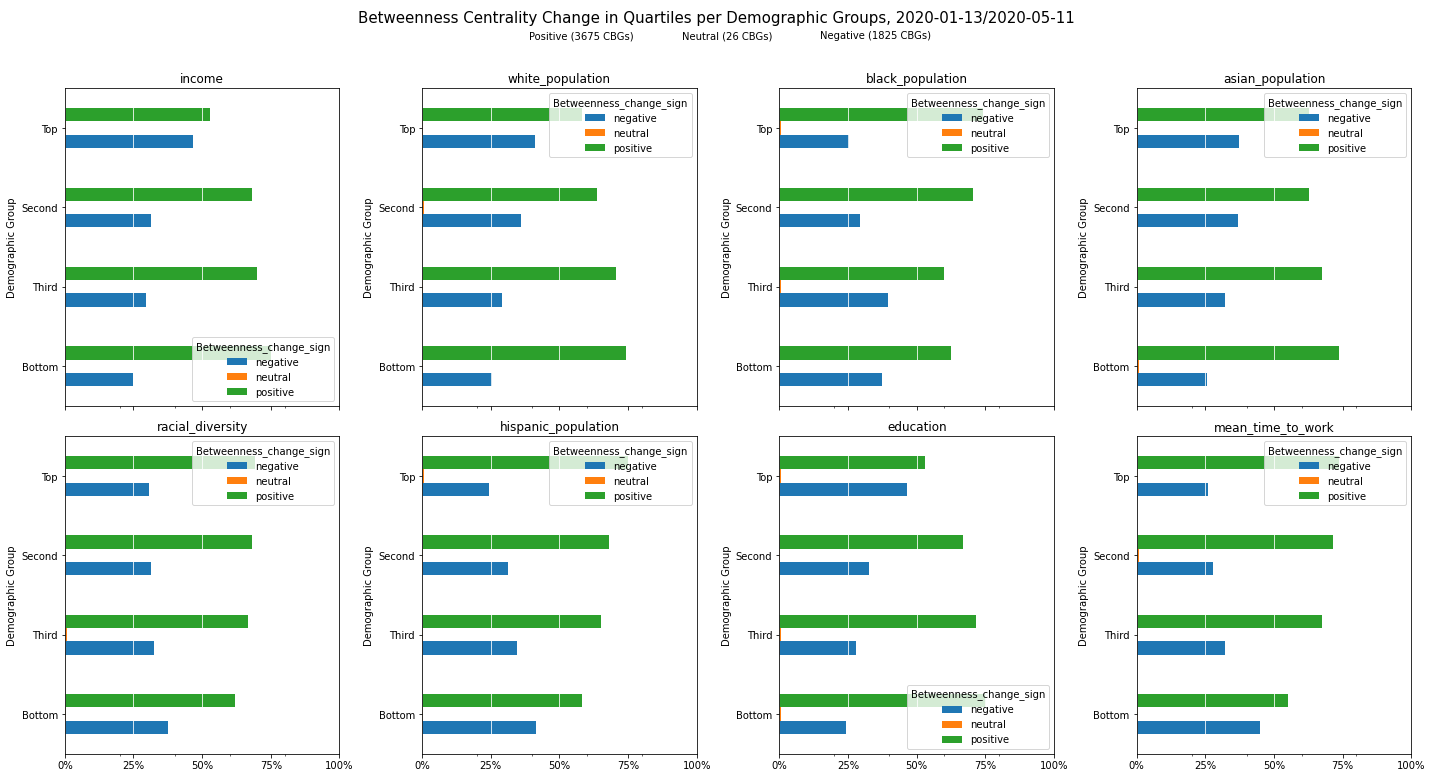 Betweenness Centrality Change in Quartiles per Demographic Groups, 2020-01-13/2020-05-11
Positive (3675 CBGs) Neutral (26 CBGs) Negative (1825 CBGs)
income
Demographic Group
Top
Second
Third
Bottom
Betweenness_change_sign
negative
neutral
positive
white_population
Demographic Group
Top
Second
Third
Bottom
Betweenness_change_sign
negative
neutral
positive
black_population
Demographic Group
Top
Second
Third
Bottom
Betweenness_change_sign
negative
neutral
positive
asian_population
Demographic Group
Top
Second
Third
Bottom
Betweenness_change_sign
negative
neutral
positive
racial_diversity
Demographic Group
Top
Second
Third
Bottom
Betweenness_change_sign
negative
neutral
positive
0% 25% 50% 75% 100%
hispanic_population
Demographic Group
Top
Second
Third
Bottom
Betweenness_change_sign
negative
neutral
positive
0% 25% 50% 75% 100%
education
Demographic Group
Top
Second
Third
Bottom
Betweenness_change_sign
negative
neutral
positive
0% 25% 50% 75% 100%
mean_time_to_work
Demographic Group
Top
Second
Third
Bottom
Betweenness_change_sign
negative
neutral
positive
0% 25% 50% 75% 100%